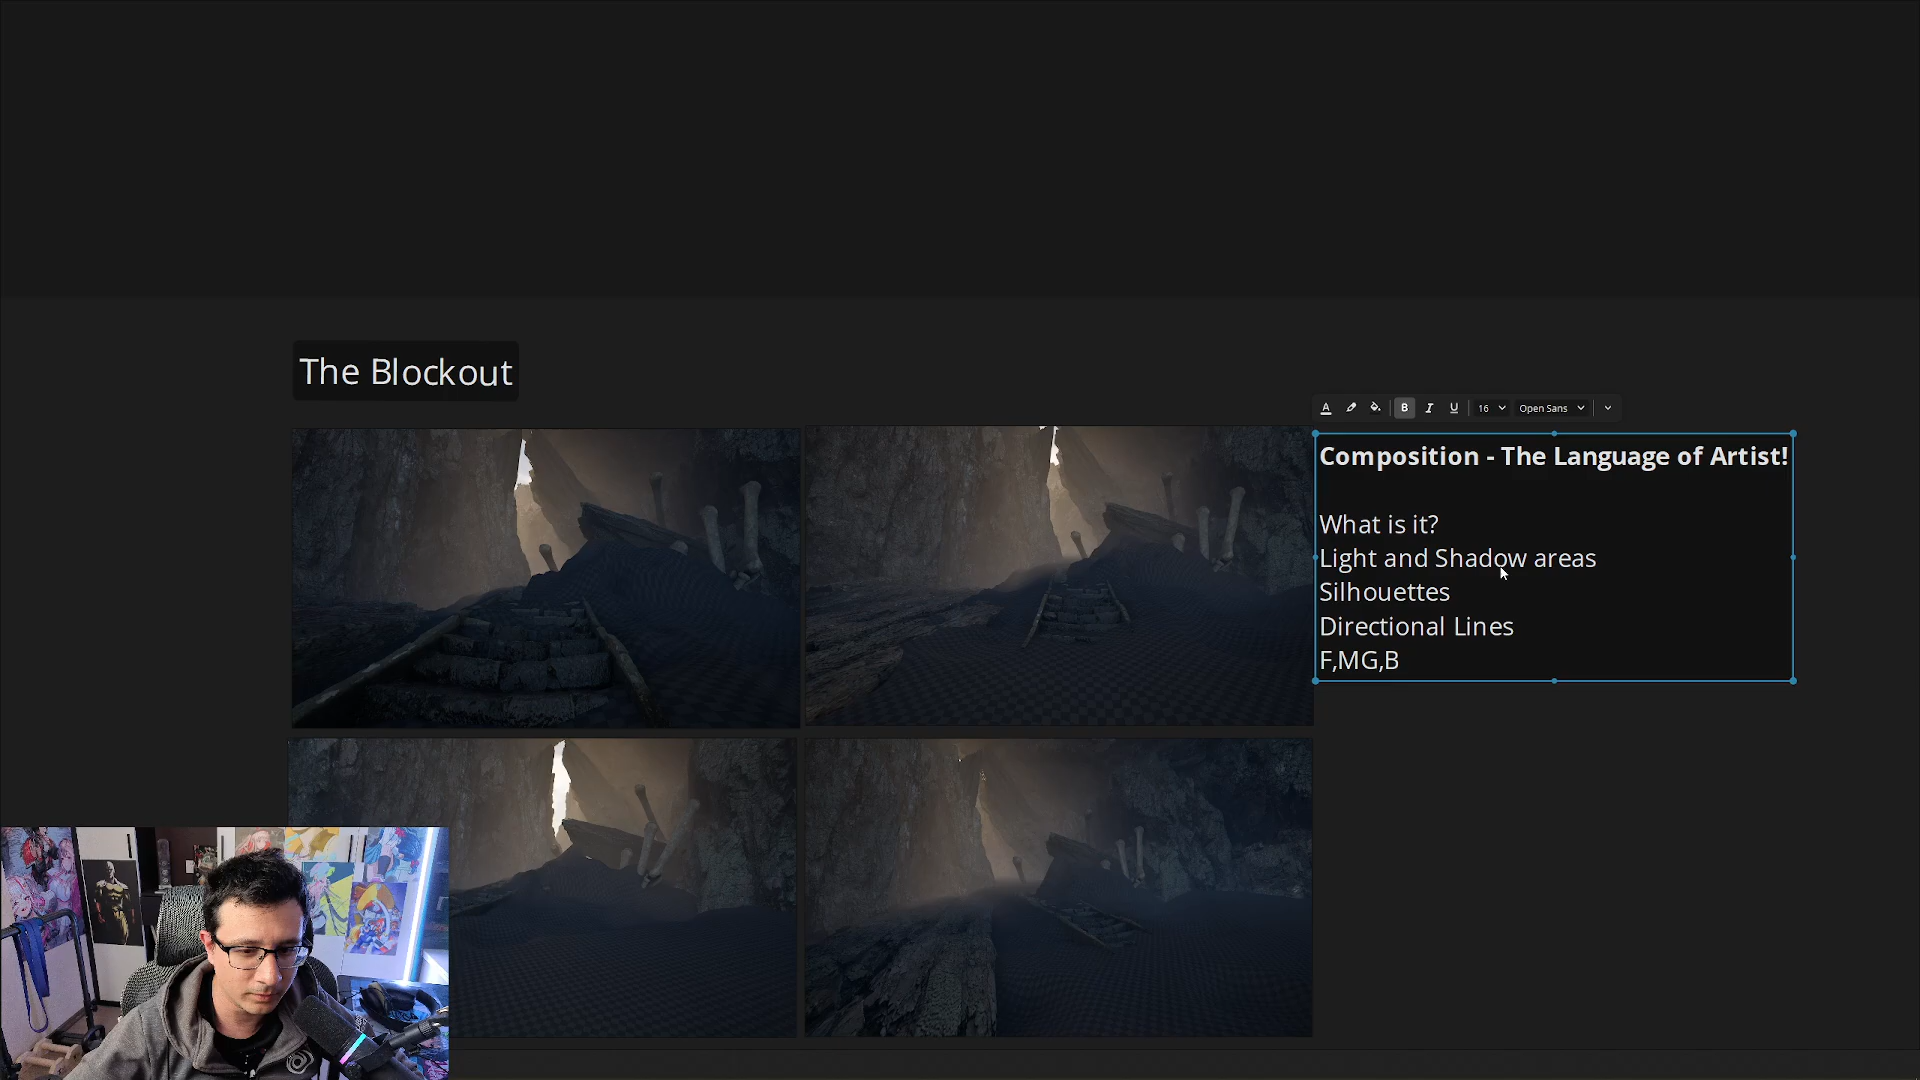 The Blockout
B I U 16 Open Sans
Composition - The Language of Artist!
What is it?
Light and Shadow areas
Silhouettes
Directional Lines
F,MG,B